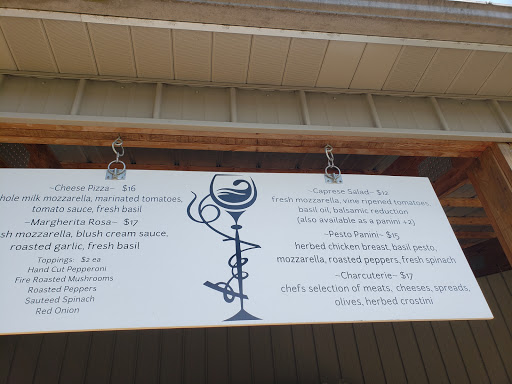 ~Cheese Pizza~ $16
hole milk mozzarella, marinated tomatoes,
tomato sauce, fresh basil
~Margherita Rosa~ $17
sh mozzarella, blush cream sauce,
roasted garlic, fresh basil
Toppings: $2 ea
Hand Cut Pepperoni
Fire Roasted Mushrooms
Roasted Peppers
Sauteed Spinach
Red Onion
~Caprese Salad~ $12
fresh mozzarella, vine ripened tomatoes,
basil oil, balsamic reduction
(also available as a panini +2)
~Pesto Panini~ $15
herbed chicken breast, basil pesto,
mozzarella, roasted peppers, fresh spinach
~Charcuterie~ $17
chefs selection of meats, cheeses, spreads,
olives, herbed crostini